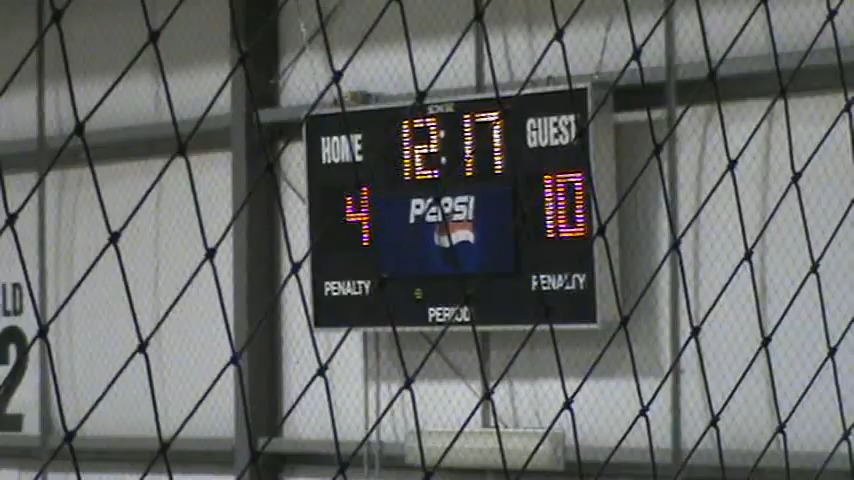 HOME 12:17 GUEST
4 PEPSI 10
PENALTY PENALTY
PERIOD
LD
2